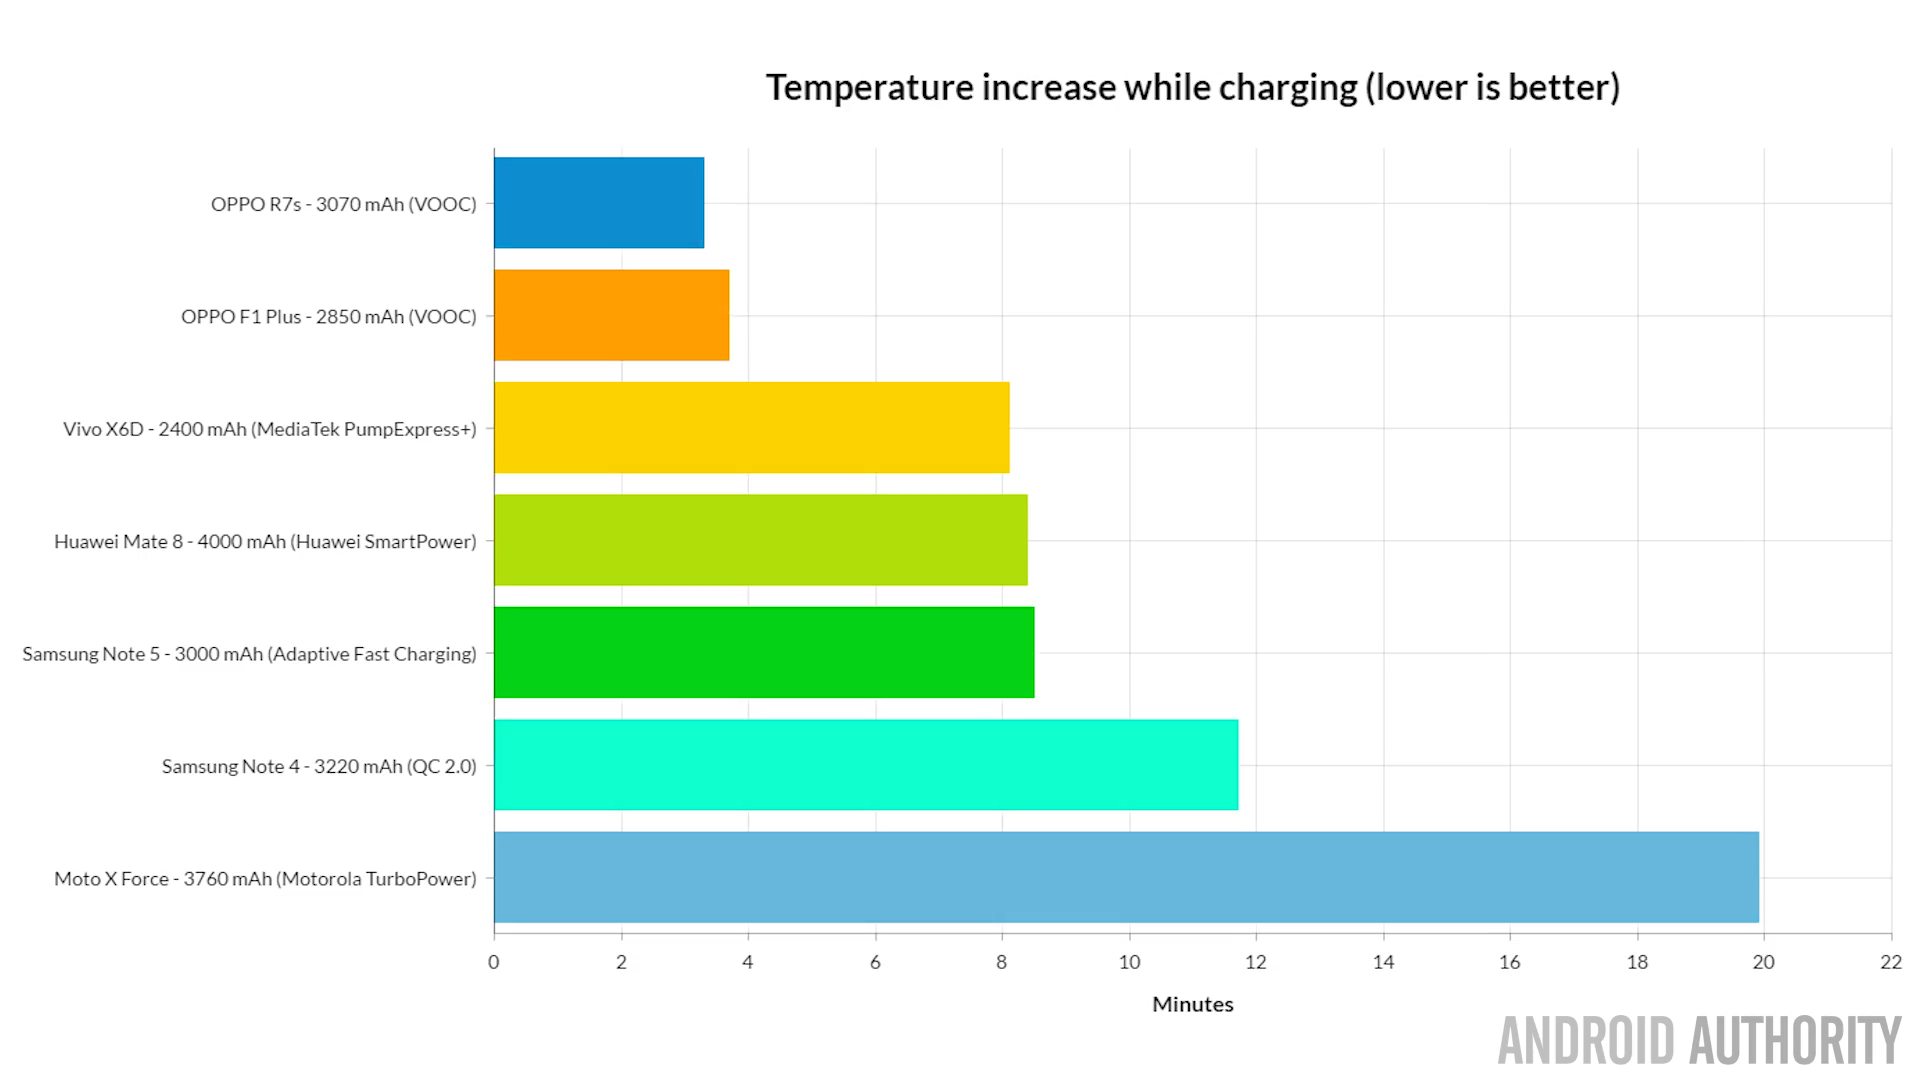 Temperature increase while charging (lower is better)
OPPO R7s - 3070 mAh (VOOC)
OPPO F1 Plus - 2850 mAh (VOOC)
Vivo X6D - 2400 mAh (MediaTek PumpExpress+)
Huawei Mate 8 - 4000 mAh (Huawei SmartPower)
Samsung Note 5 - 3000 mAh (Adaptive Fast Charging)
Samsung Note 4 - 3220 mAh (QC 2.0)
Moto X Force - 3760 mAh (Motorola TurboPower)
0 2 4 6 8 10 12 14 16 18 20 22
Minutes
ANDROID AUTHORITY